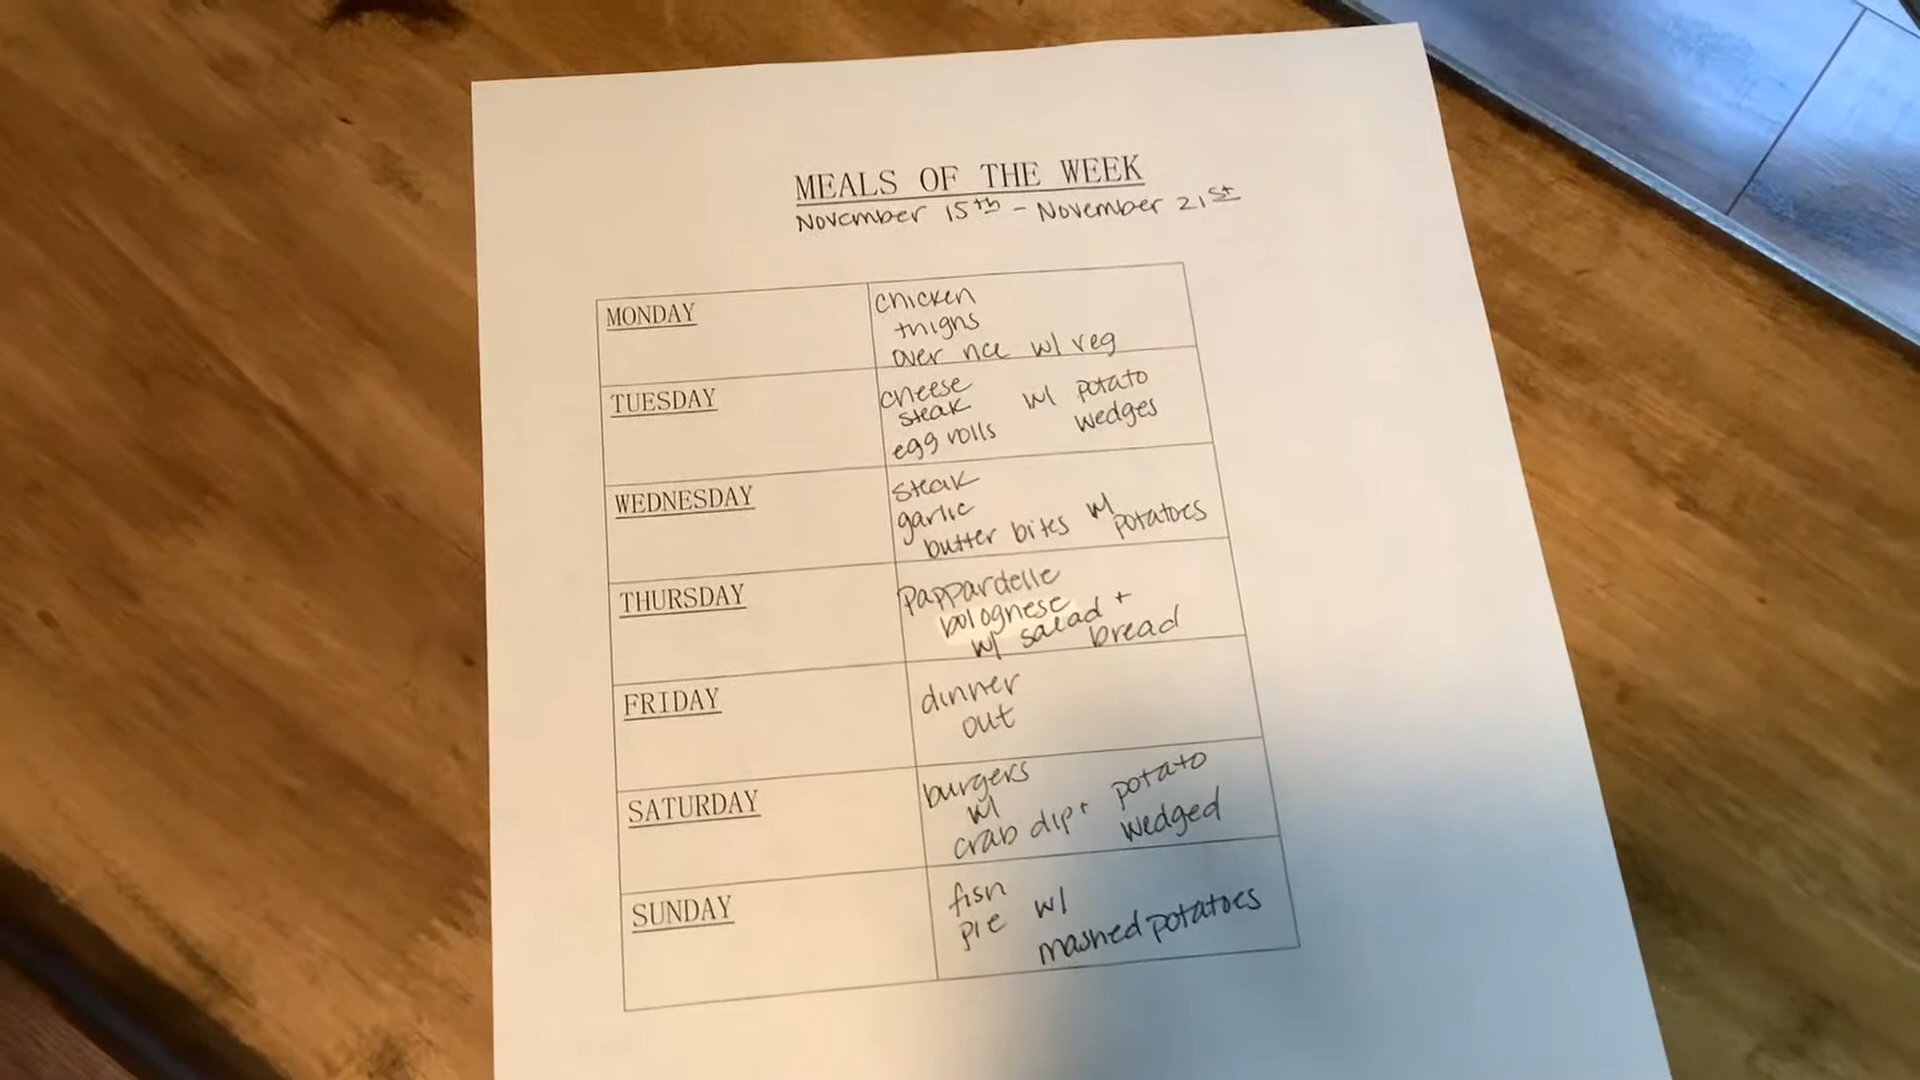 MEALS OF THE WEEK
November 15th - November 21st
MONDAY
chicken
thighs
over rice w/ veg
TUESDAY
cheese
steak w/ potato
egg rolls wedges
WEDNESDAY
steak
garlic w/
butter bites potatoes
THURSDAY
pappardelle
bolognese
w/ salad +
bread
FRIDAY
dinner
out
SATURDAY
burgers
w/ potato
crab dip + wedged
SUNDAY
fish
pie w/
mashed potatoes